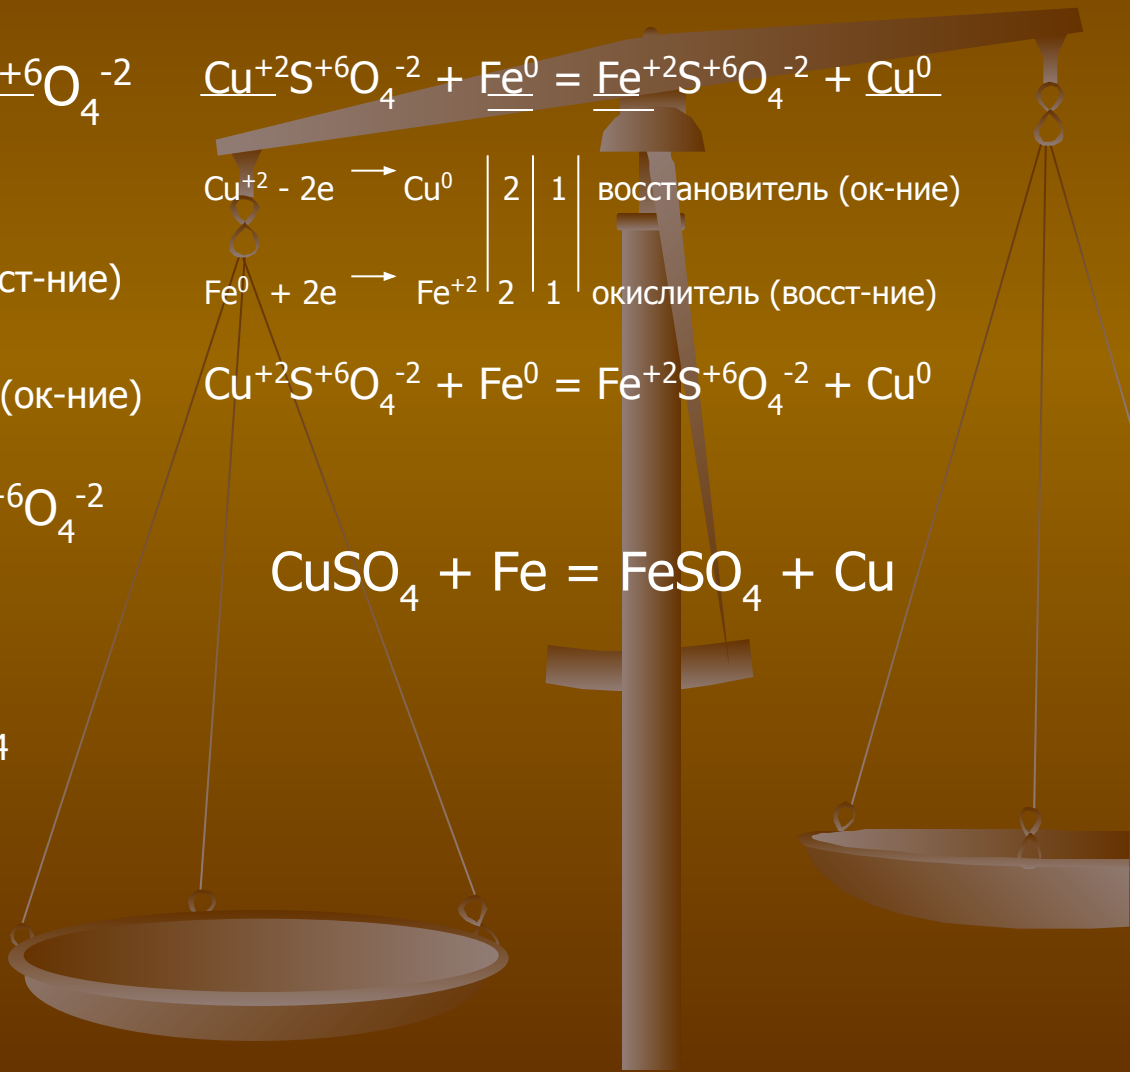 +6O4-2
Cu+2S+6O4-2 + Fe0 = Fe+2S+6O4-2 + Cu0
Cu+2 - 2e → Cu0 | 2 | 1 | восстановитель (ок-ние)
ст-ние)
Fe0 + 2e → Fe+2 | 2 | 1 | окислитель (восст-ние)
(ок-ние)
Cu+2S+6O4-2 + Fe0 = Fe+2S+6O4-2 + Cu0
+6O4-2
CuSO4 + Fe = FeSO4 + Cu
4